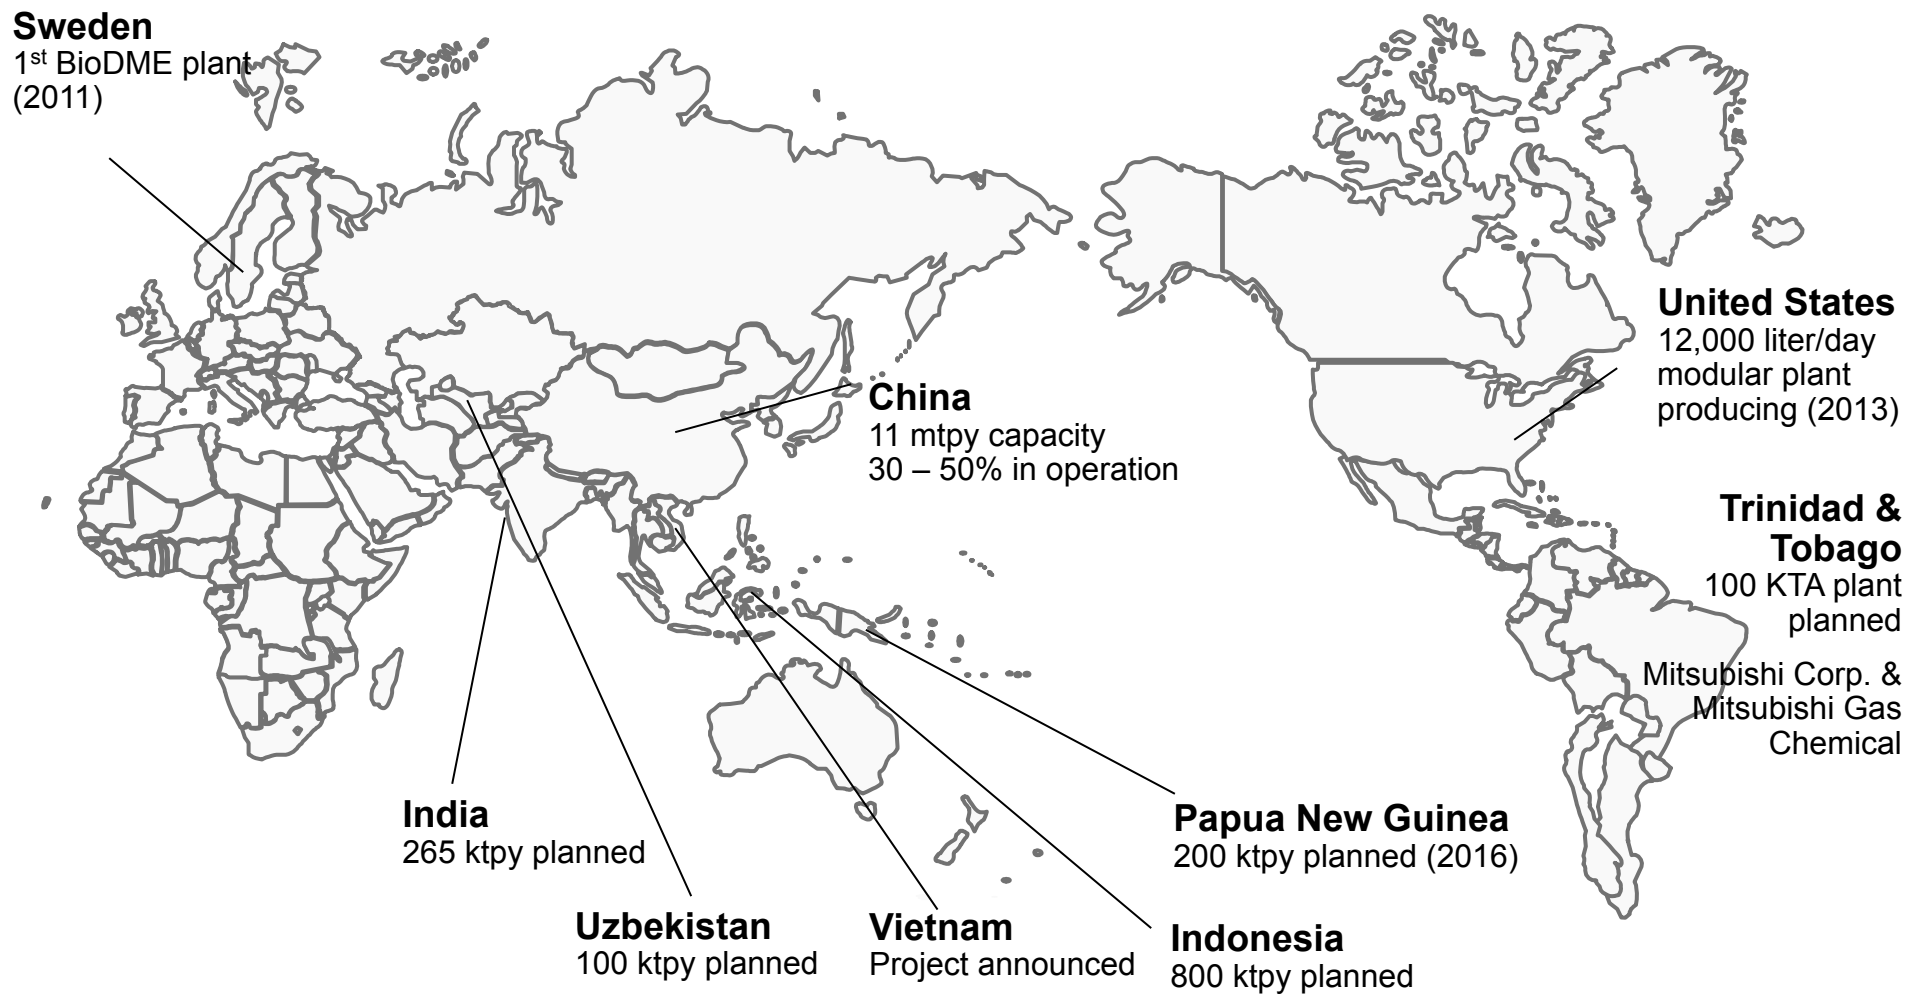 Sweden
1st BioDME plant
(2011)
United States
12,000 liter/day
modular plant
producing (2013)
China
11 mtpy capacity
30 – 50% in operation
Trinidad &
Tobago
100 KTA plant
planned
Mitsubishi Corp. &
Mitsubishi Gas
Chemical
India
265 ktpy planned
Papua New Guinea
200 ktpy planned (2016)
Uzbekistan
100 ktpy planned
Vietnam
Project announced
Indonesia
800 ktpy planned